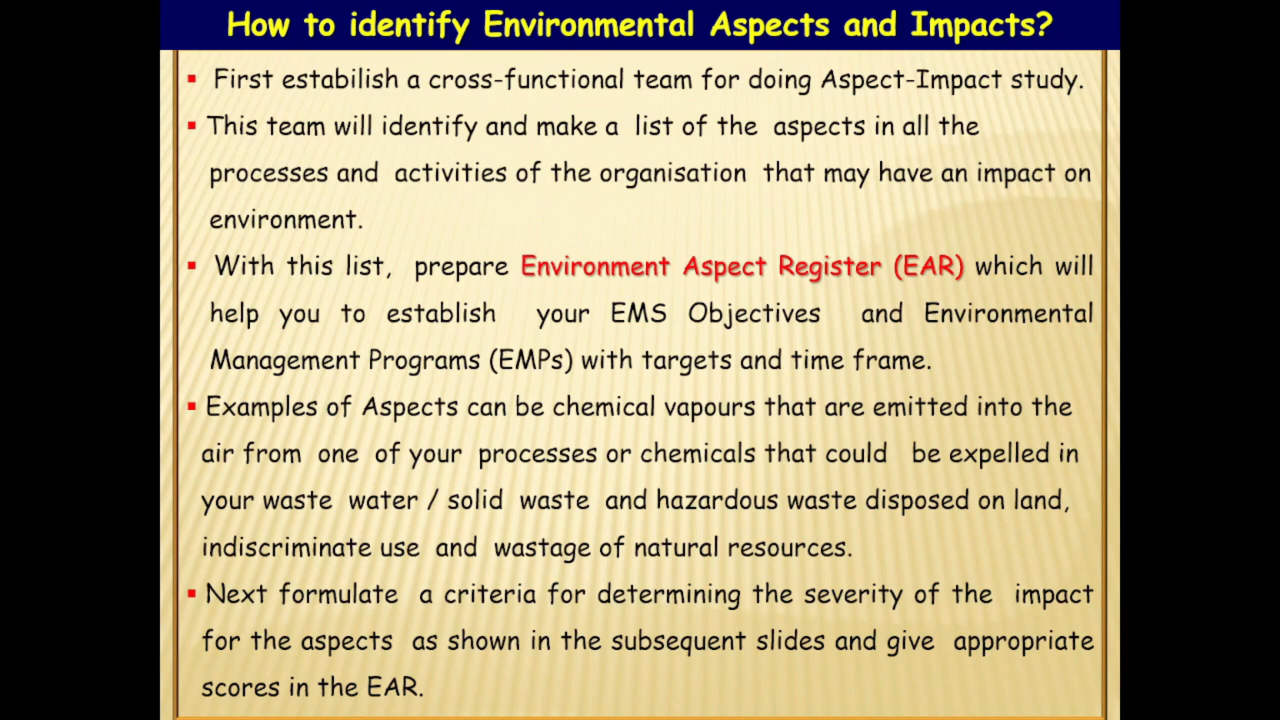 How to identify Environmental Aspects and Impacts?
▪ First estabilish a cross-functional team for doing Aspect-Impact study.
▪ This team will identify and make a list of the aspects in all the
processes and activities of the organisation that may have an impact on
environment.
▪ With this list, prepare Environment Aspect Register (EAR) which will
help you to establish your EMS Objectives and Environmental
Management Programs (EMPs) with targets and time frame.
▪ Examples of Aspects can be chemical vapours that are emitted into the
air from one of your processes or chemicals that could be expelled in
your waste water / solid waste and hazardous waste disposed on land,
indiscriminate use and wastage of natural resources.
▪ Next formulate a criteria for determining the severity of the impact
for the aspects as shown in the subsequent slides and give appropriate
scores in the EAR.